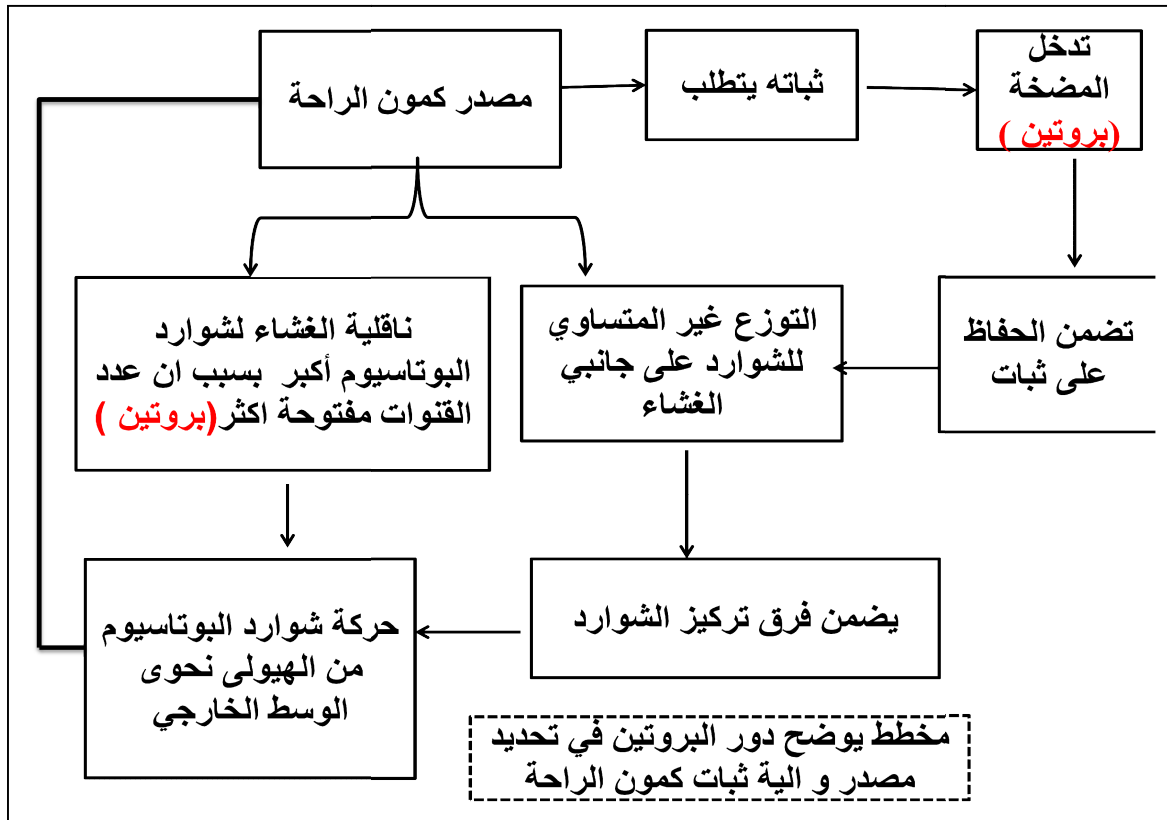 مصدر كمون الراحة
ثباته يتطلب
تدخل
المضخة
(بروتين )
ناقلية الغشاء لشوارد
البوتاسيوم أكبر بسبب ان عدد
القنوات مفتوحة اكثر(بروتين )
التوزع غير المتساوي
للشوارد على جانبي
الغشاء
تضمن الحفاظ
على ثبات
حركة شوارد البوتاسيوم
من الهيولى نحوى
الوسط الخارجي
يضمن فرق تركيز الشوارد
مخطط يوضح دور البروتين في تحديد
مصدر و الية ثبات كمون الراحة